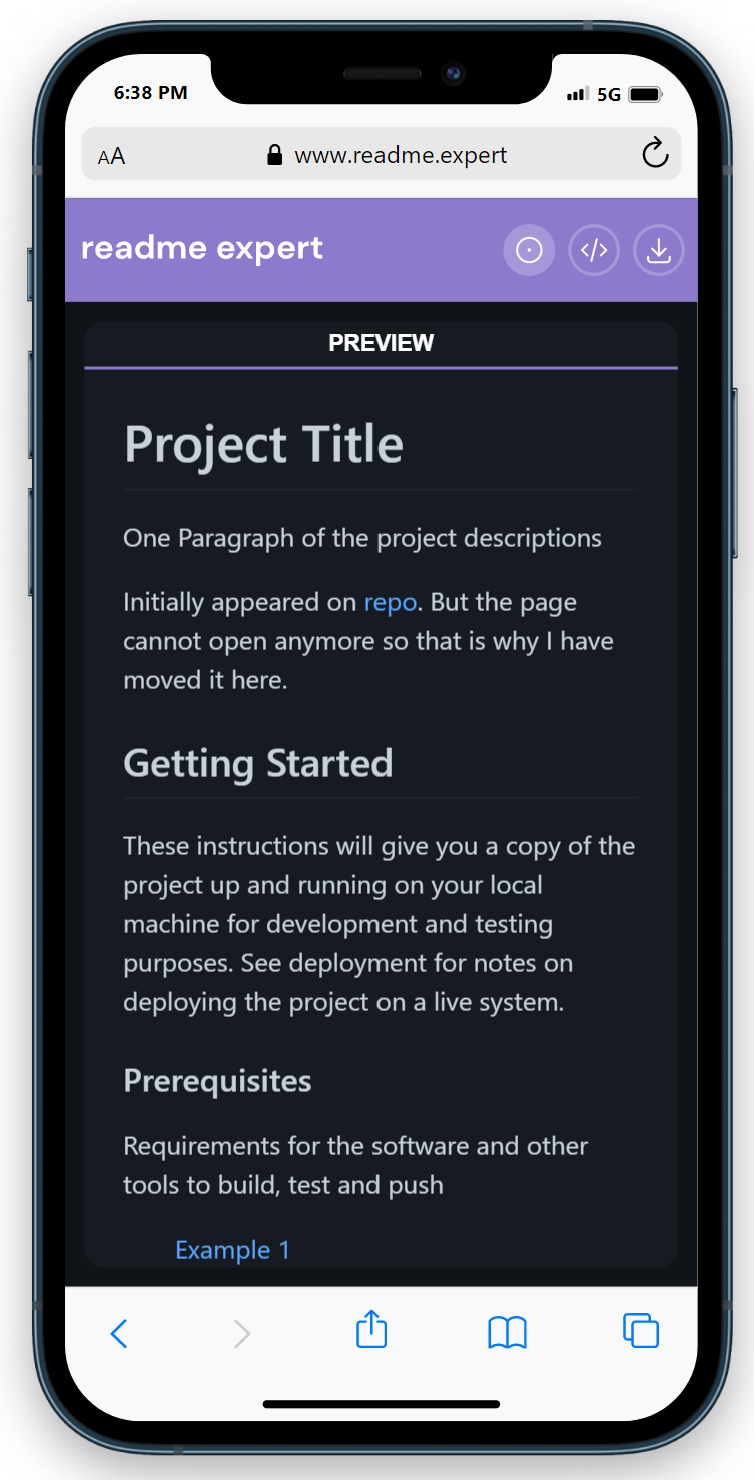 6:38 PM
5G
AA
www.readme.expert
readme expert
</>
PREVIEW
Project Title
One Paragraph of the project descriptions
Initially appeared on repo. But the page
cannot open anymore so that is why I have
moved it here.
Getting Started
These instructions will give you a copy of the
project up and running on your local
machine for development and testing
purposes. See deployment for notes on
deploying the project on a live system.
Prerequisites
Requirements for the software and other
tools to build, test and push
Example 1